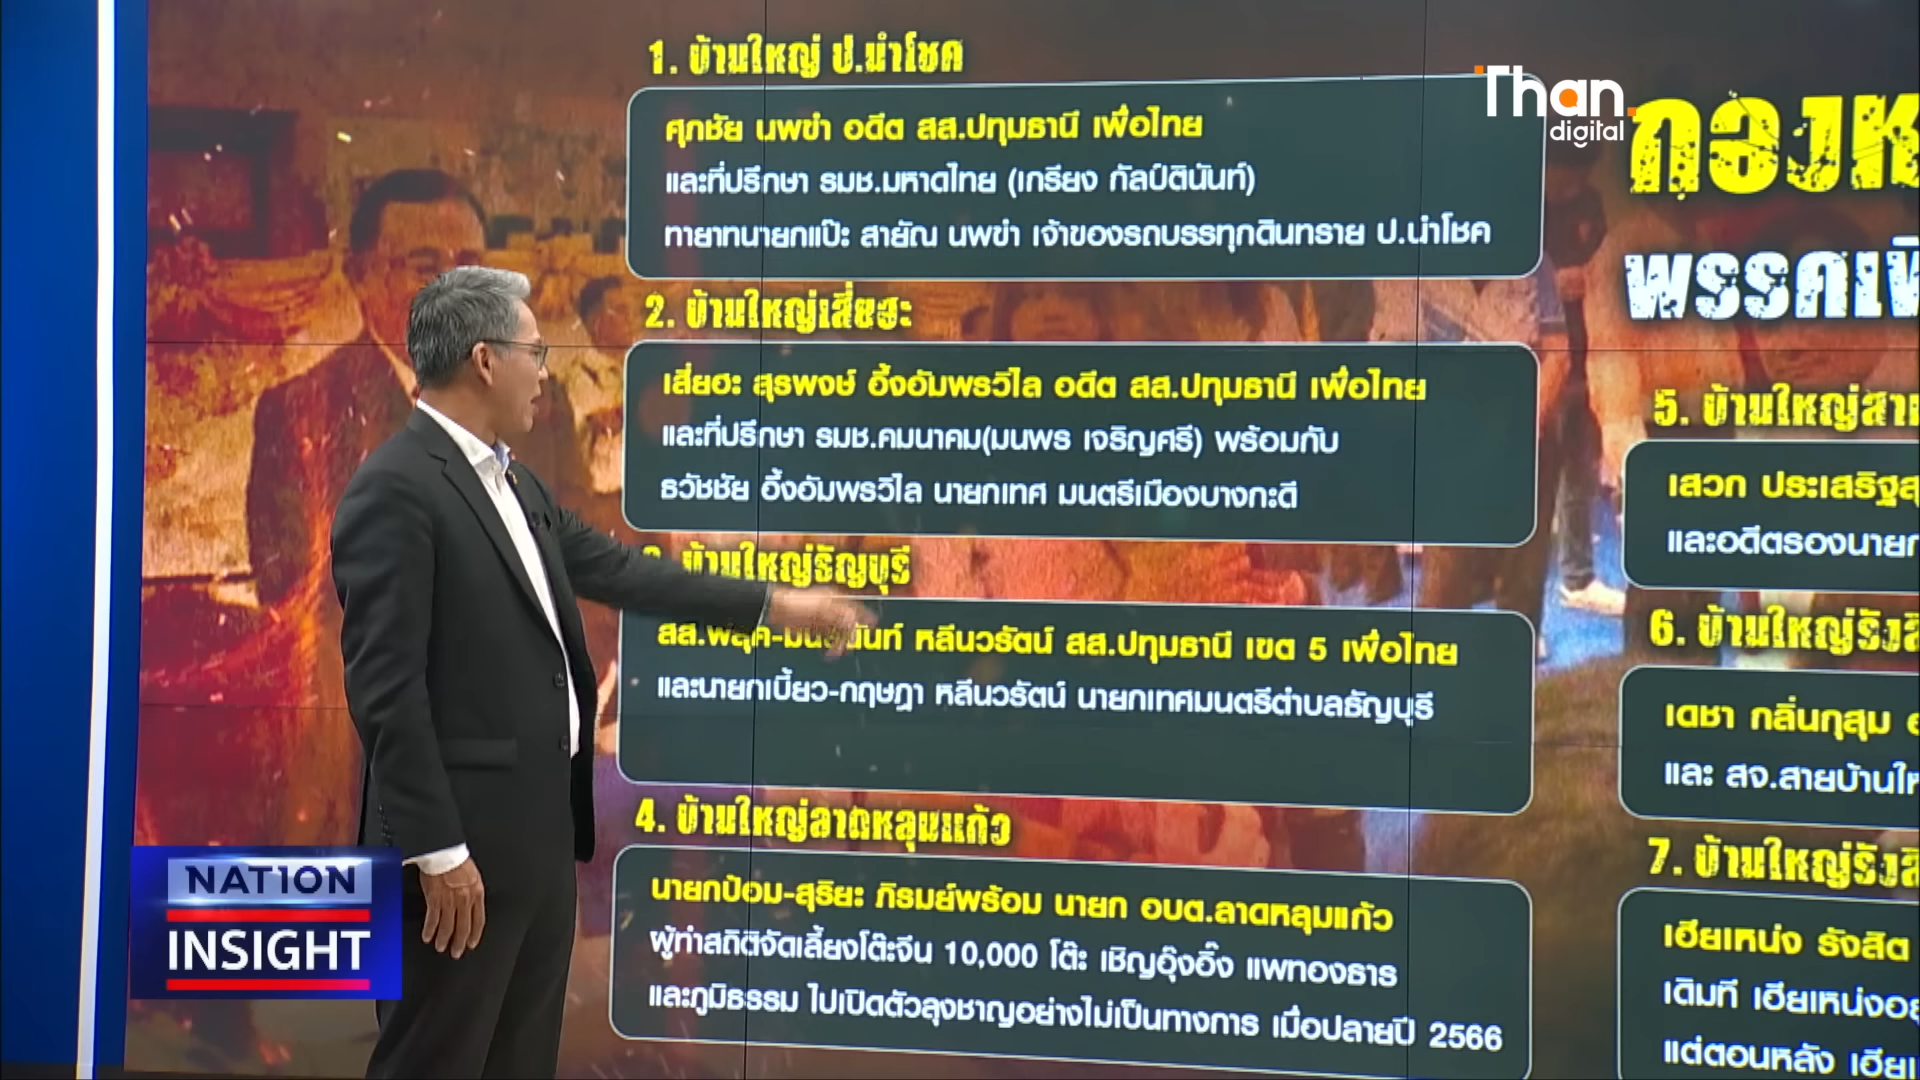 1. บ้านใหญ่ ป.นำโชค
ศุภชัย นพขำ อดีต สส.ปทุมธานี เพื่อไทย
และที่ปรึกษา รมช.มหาดไทย (เกรียง กัลป์ตินันท์)
ทายาทนายกแป๊ะ สายัณ นพขำ เจ้าของรถบรรทุกดินทราย ป.นำโชค
2. บ้านใหญ่เสี่ยฮะ
เสี่ยฮะ สุรพงษ์ อึ้งอัมพรวิไล อดีต สส.ปทุมธานี เพื่อไทย
และที่ปรึกษา รมช.คมนาคม(มนพร เจริญศรี) พร้อมกับ
ธวัชชัย อึ้งอัมพรวิไล นายกเทศ มนตรีเมืองบางกะดี
บ้านใหญ่ธัญบุรี
หลีนวรัตน์ สส.ปทุมธานี เขต 5 เพื่อไทย
และนายกเบี้ยว-กฤษฎา หลีนวรัตน์ นายกเทศมนตรีตำบลธัญบุรี
4. บ้านใหญ่ลาดหลุมแก้ว
นายกป้อม-สุริยะ ภิรมย์พร้อม นายก อบต.ลาดหลุมแก้ว
ผู้ทำสถิติจัดเลี้ยงโต๊ะจีน 10,000 โต๊ะ เชิญอุ๊งอิ๊ง แพทองธาร
และภูมิธรรม ไปเปิดตัวลุงชาญอย่างไม่เป็นทางการ เมื่อปลายปี 2566
Than
digital
กองห
พรรคเพื
5. บ้านใหญ่สาม
เสวก ประเสริฐสุ
และอดีตรองนายก
6. บ้านใหญ่รังสิ
เดชา กลิ่นกุสุม
และ สจ.สายบ้านให
7. บ้านใหญ่รังสิ
เฮียเหน่ง รังสิต
เดิมที เฮียเหน่งอยู
แต่ตอนหลัง เฮีย
NATION
INSIGHT